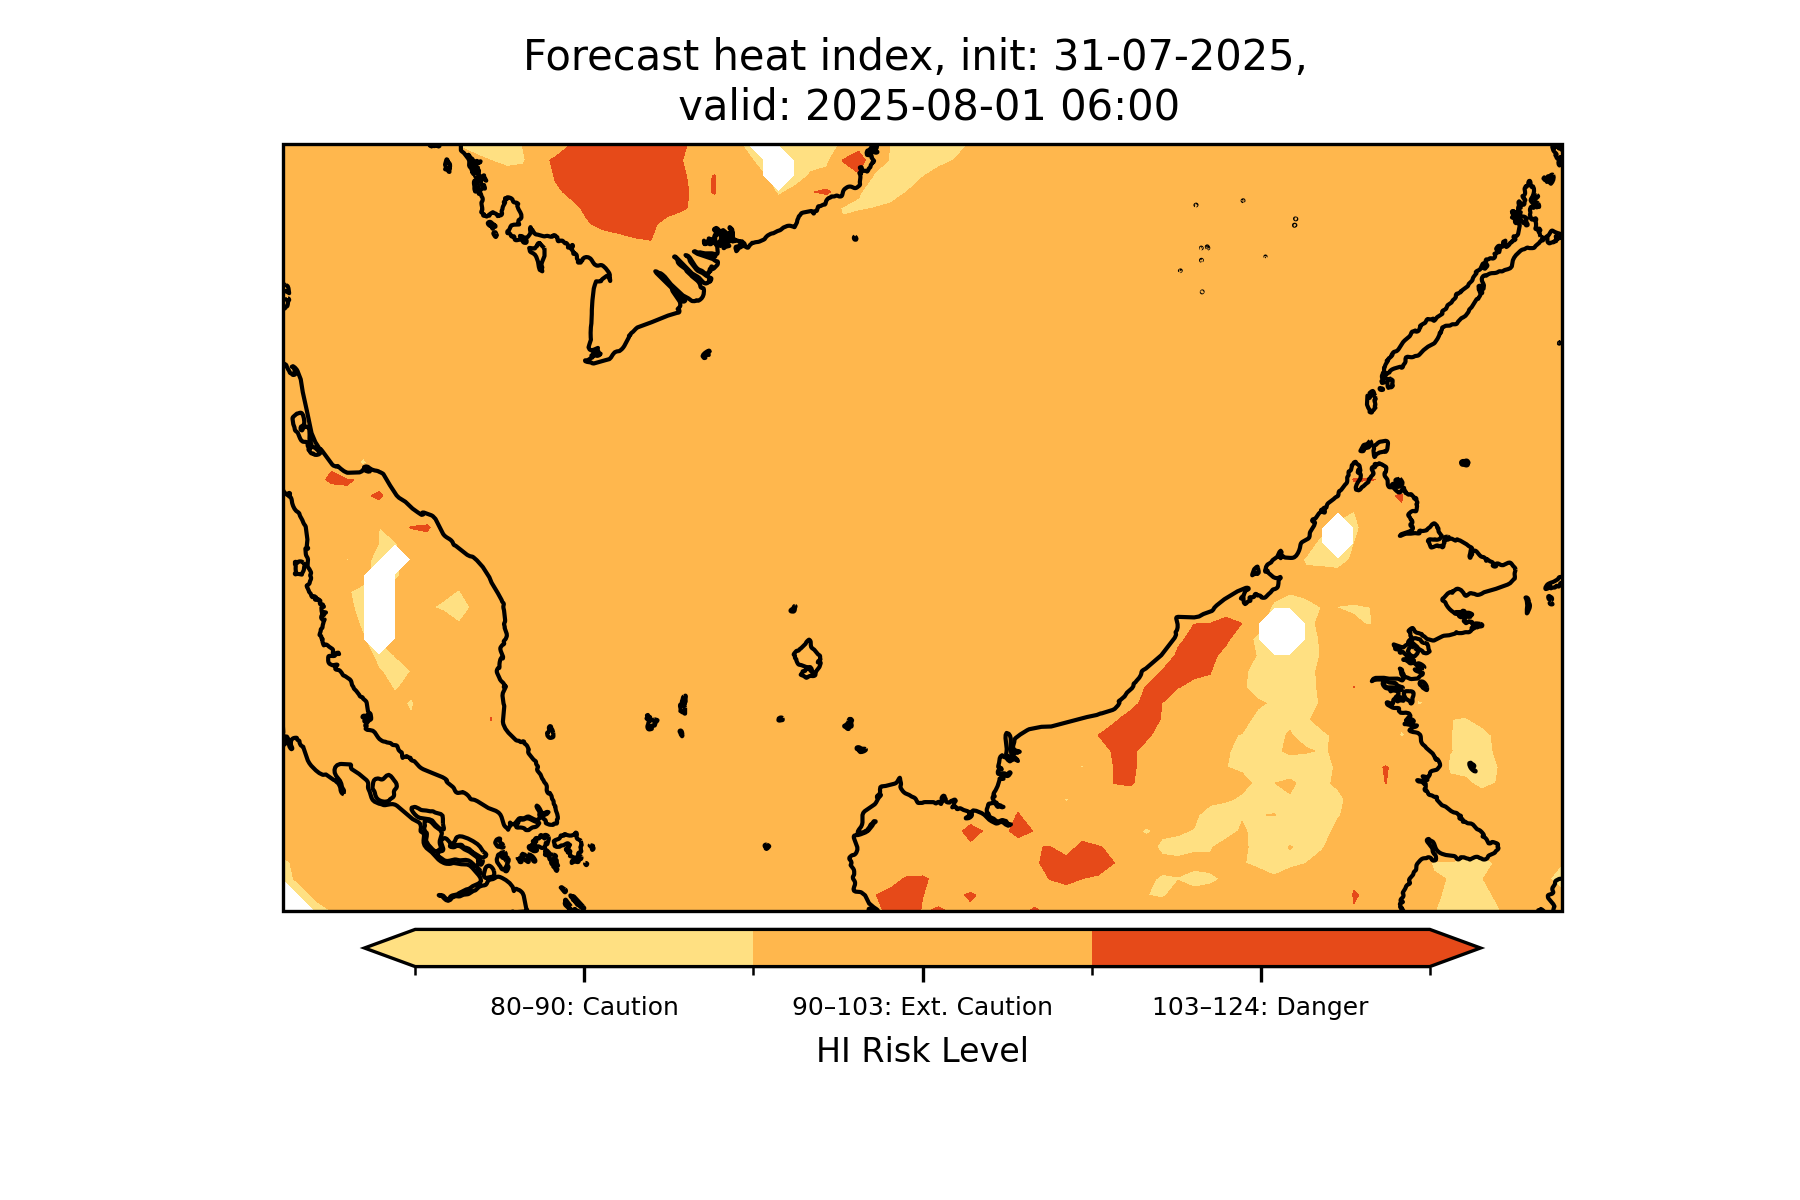 Forecast heat index, init: 31-07-2025,
valid: 2025-08-01 06:00
80–90: Caution
90–103: Ext. Caution
103–124: Danger
HI Risk Level